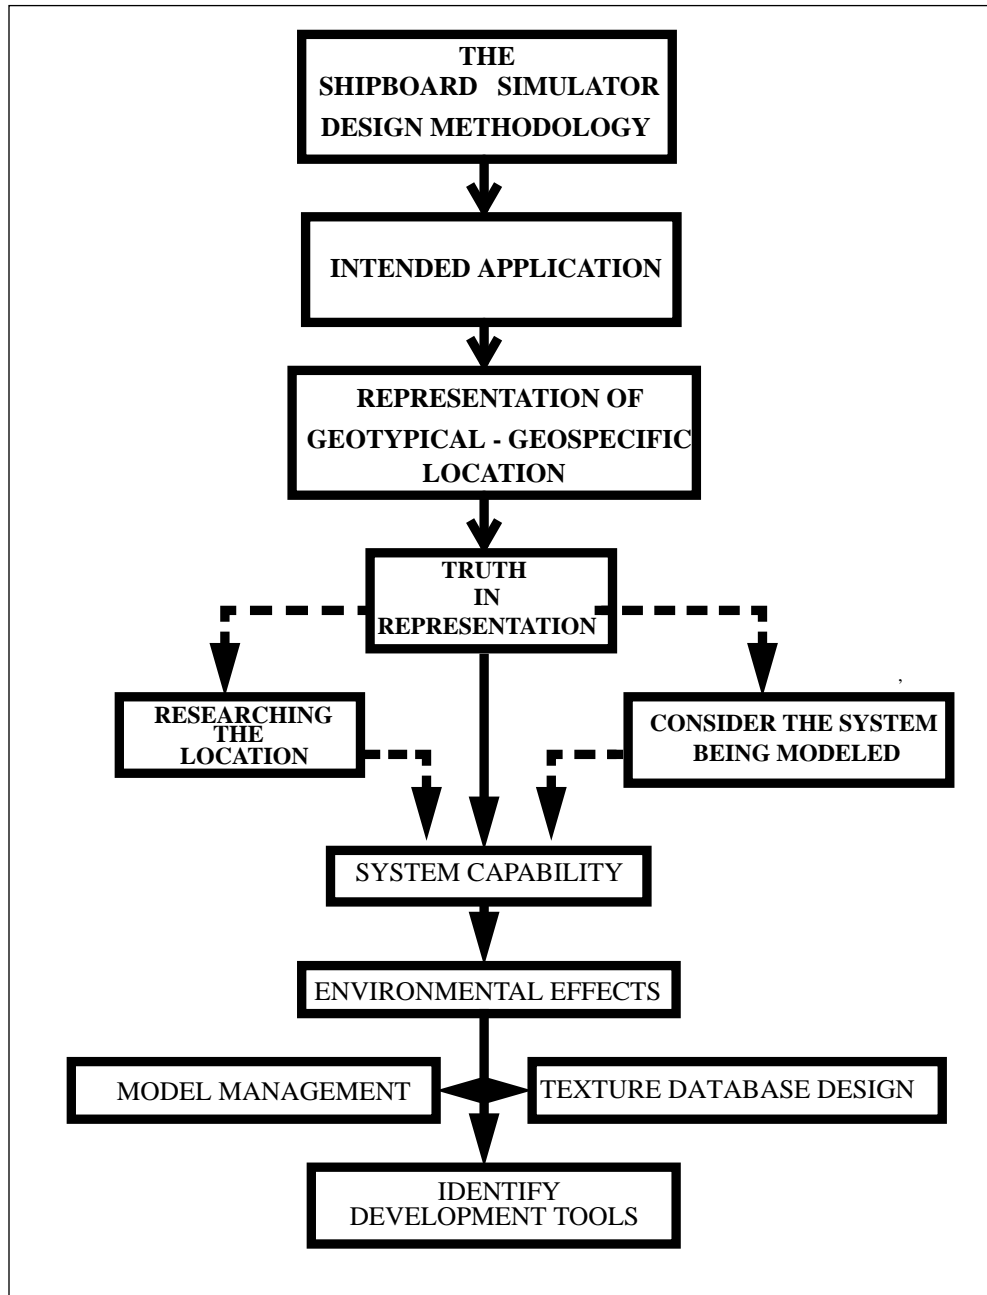 THE
SHIPBOARD SIMULATOR
DESIGN METHODOLOGY
INTENDED APPLICATION
REPRESENTATION OF
GEOTYPICAL - GEOSPECIFIC
LOCATION
TRUTH
IN
REPRESENTATION
RESEARCHING
THE
LOCATION
,
CONSIDER THE SYSTEM
BEING MODELED
SYSTEM CAPABILITY
ENVIRONMENTAL EFFECTS
MODEL MANAGEMENT
TEXTURE DATABASE DESIGN
IDENTIFY
DEVELOPMENT TOOLS